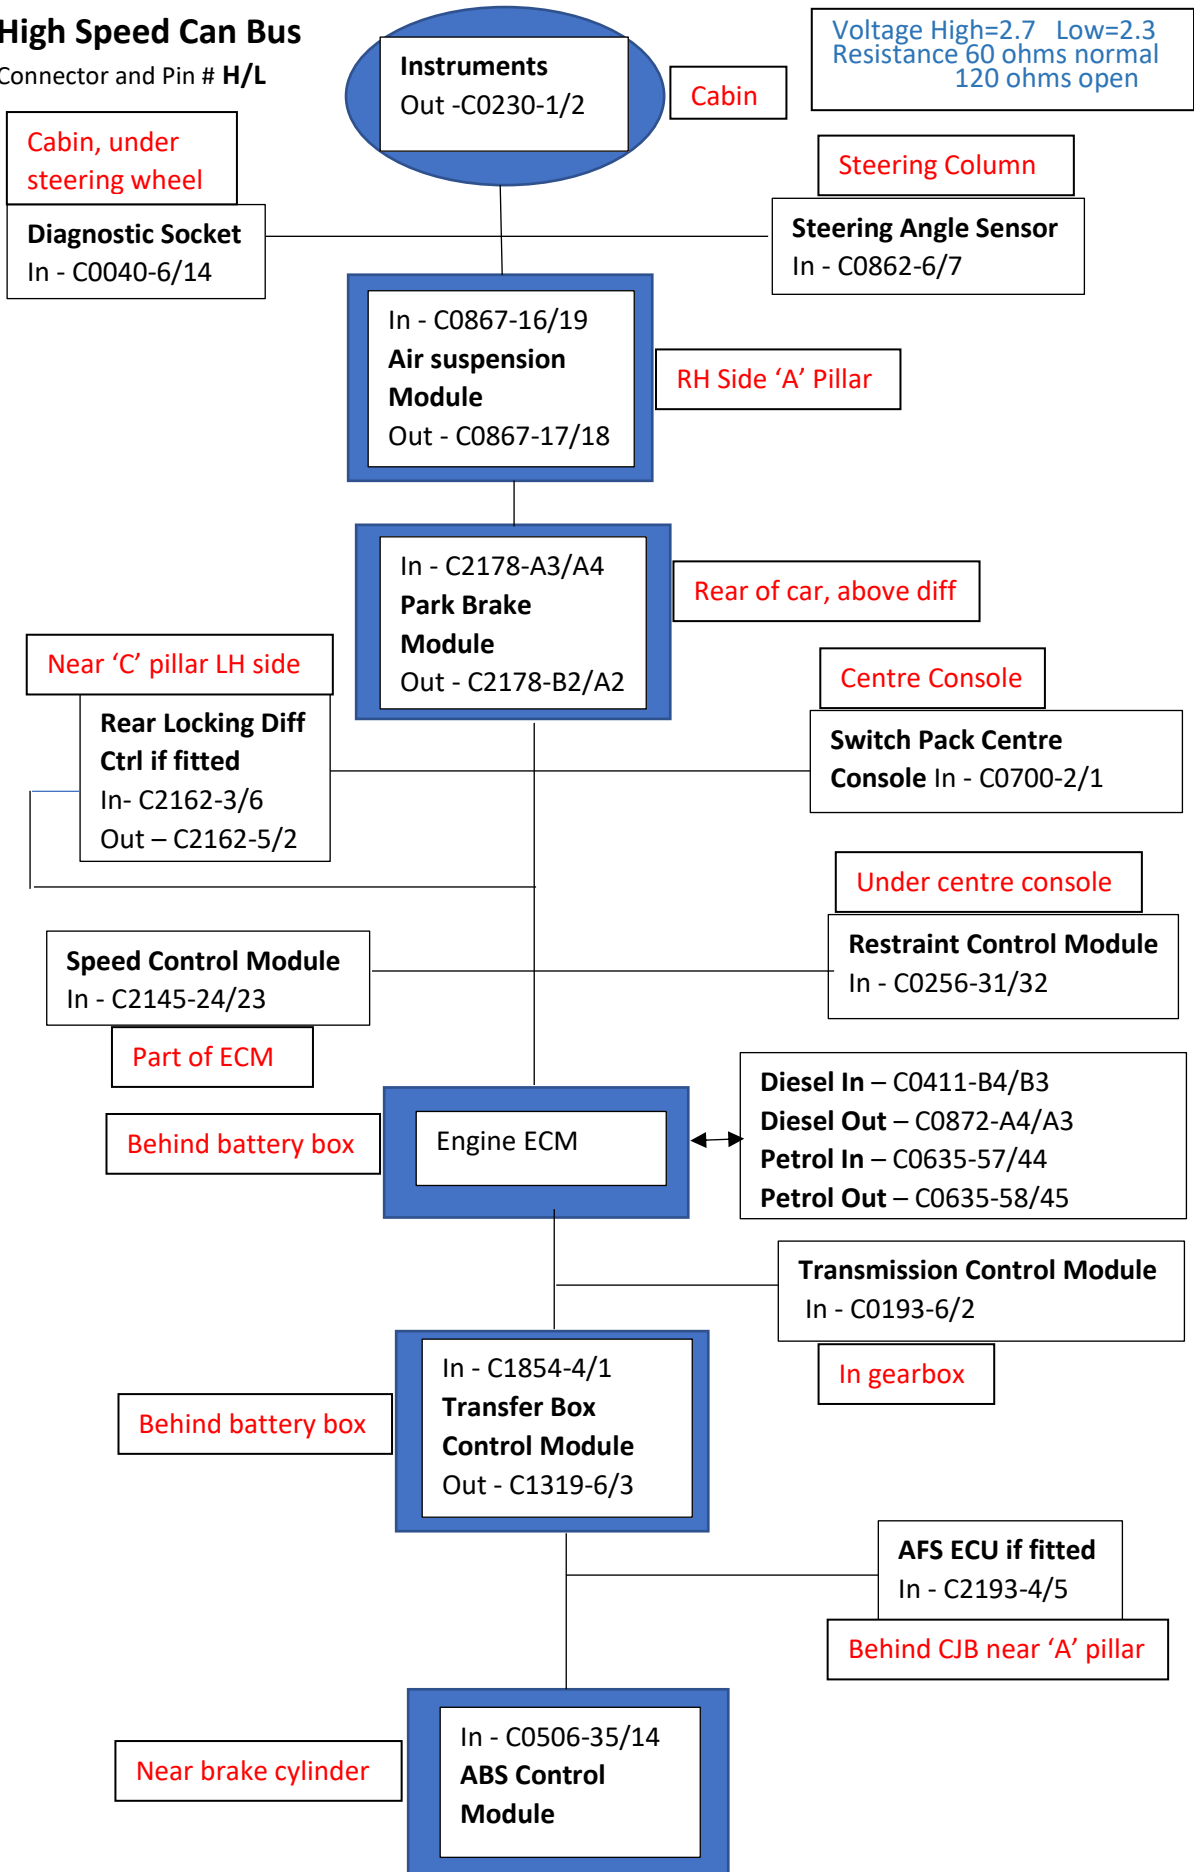 High Speed Can Bus
Connector and Pin # H/L
Instruments
Out -C0230-1/2
Cabin
Voltage High=2.7 Low=2.3
Resistance 60 ohms normal
120 ohms open
Cabin, under
steering wheel
Diagnostic Socket
In - C0040-6/14
Steering Column
Steering Angle Sensor
In - C0862-6/7
In - C0867-16/19
Air suspension
Module
Out - C0867-17/18
RH Side ‘A’ Pillar
In - C2178-A3/A4
Park Brake
Module
Out - C2178-B2/A2
Rear of car, above diff
Near ‘C’ pillar LH side
Rear Locking Diff
Ctrl if fitted
In- C2162-3/6
Out – C2162-5/2
Centre Console
Switch Pack Centre
Console In - C0700-2/1
Under centre console
Restraint Control Module
In - C0256-31/32
Speed Control Module
In - C2145-24/23
Part of ECM
Behind battery box
Engine ECM
Diesel In – C0411-B4/B3
Diesel Out – C0872-A4/A3
Petrol In – C0635-57/44
Petrol Out – C0635-58/45
Transmission Control Module
In - C0193-6/2
In gearbox
Behind battery box
In - C1854-4/1
Transfer Box
Control Module
Out - C1319-6/3
AFS ECU if fitted
In - C2193-4/5
Behind CJB near ‘A’ pillar
Near brake cylinder
In - C0506-35/14
ABS Control
Module